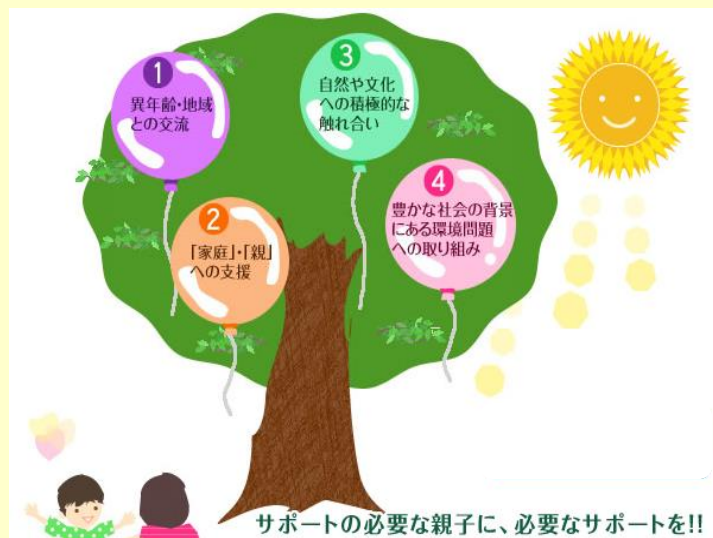 1
異年齢・地域
との交流
2
「家庭」・「親」
への支援
3
自然や文化
への積極的な
触れ合い
4
豊かな社会の背景
にある環境問題
への取り組み
サポートの必要な親子に、必要なサポートを!!